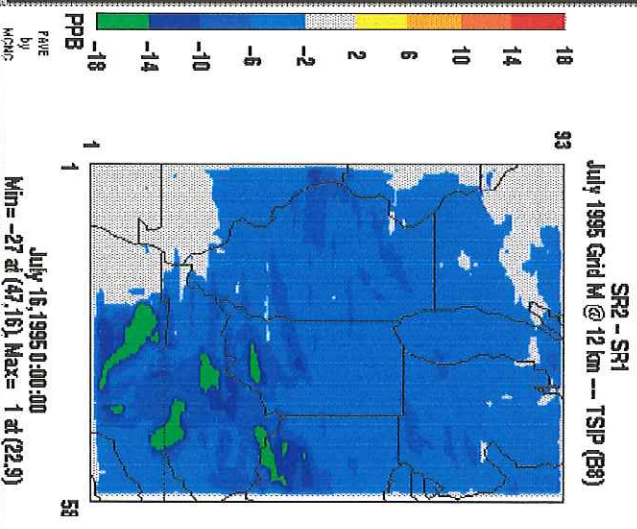 SR2 - SR1
July 1995 Grid M @ 12 km --- TSIP (B8)
18
14
10
6
2
-2
-6
-10
-14
-18
PPB
93
1
1
58
PAVE
by
MCNC
July 16, 1995 0:00:00
Min= -27 at (47,16), Max= 1 at (22,9)